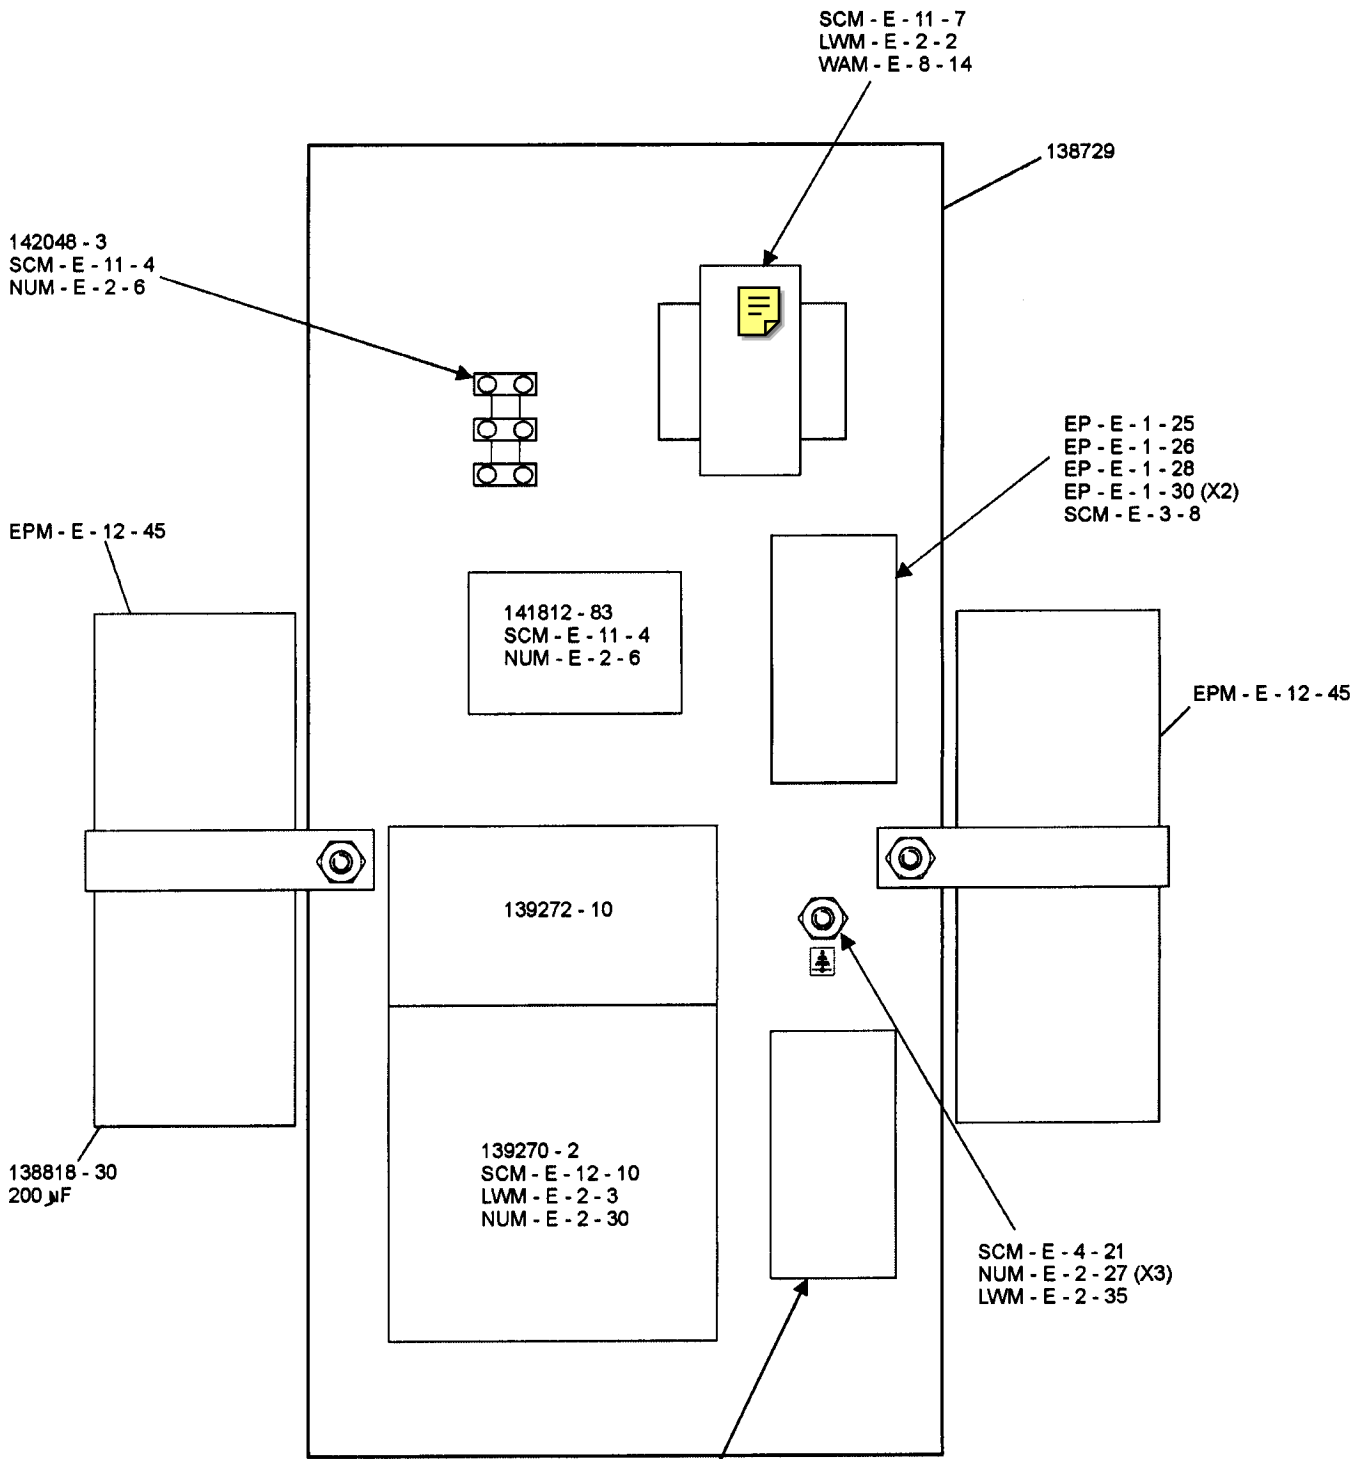 SCM - E - 11 - 7
LWM - E - 2 - 2
WAM - E - 8 - 14
138729
142048 - 3
SCM - E - 11 - 4
NUM - E - 2 - 6
EP - E - 1 - 25
EP - E - 1 - 26
EP - E - 1 - 28
EP - E - 1 - 30 (X2)
SCM - E - 3 - 8
EPM - E - 12 - 45
141812 - 83
SCM - E - 11 - 4
NUM - E - 2 - 6
EPM - E - 12 - 45
139272 - 10
139270 - 2
SCM - E - 12 - 10
LWM - E - 2 - 3
NUM - E - 2 - 30
138818 - 30
200 µF
SCM - E - 4 - 21
NUM - E - 2 - 27 (X3)
LWM - E - 2 - 35